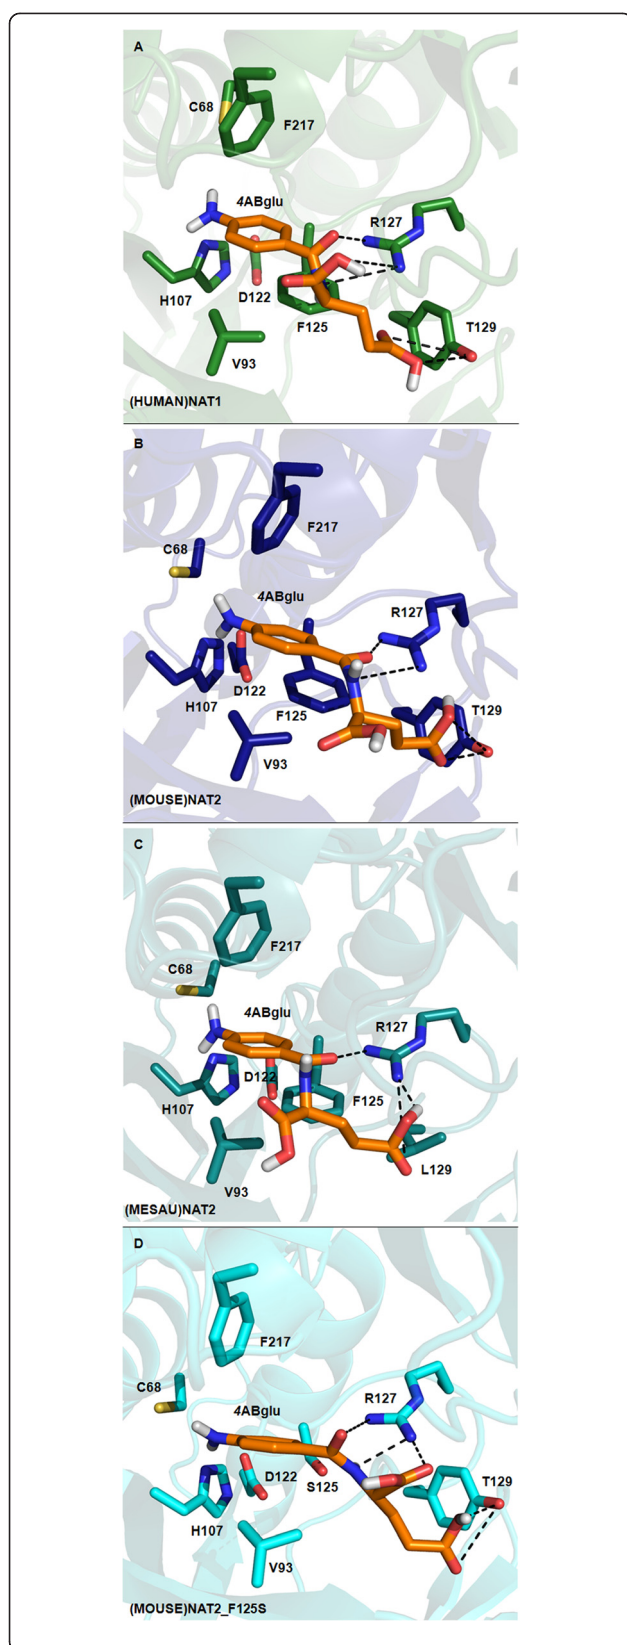 A
C68
F217
4ABglu
R127
H107
D122
F125
T129
V93
(HUMAN)NAT1
B
F217
C68
4ABglu
R127
D122
H107
F125
T129
V93
(MOUSE)NAT2
C
F217
C68
4ABglu
R127
D122
F125
H107
L129
V93
(MESAU)NAT2
D
F217
C68
4ABglu
R127
D122
S125
T129
H107
V93
(MOUSE)NAT2_F125S